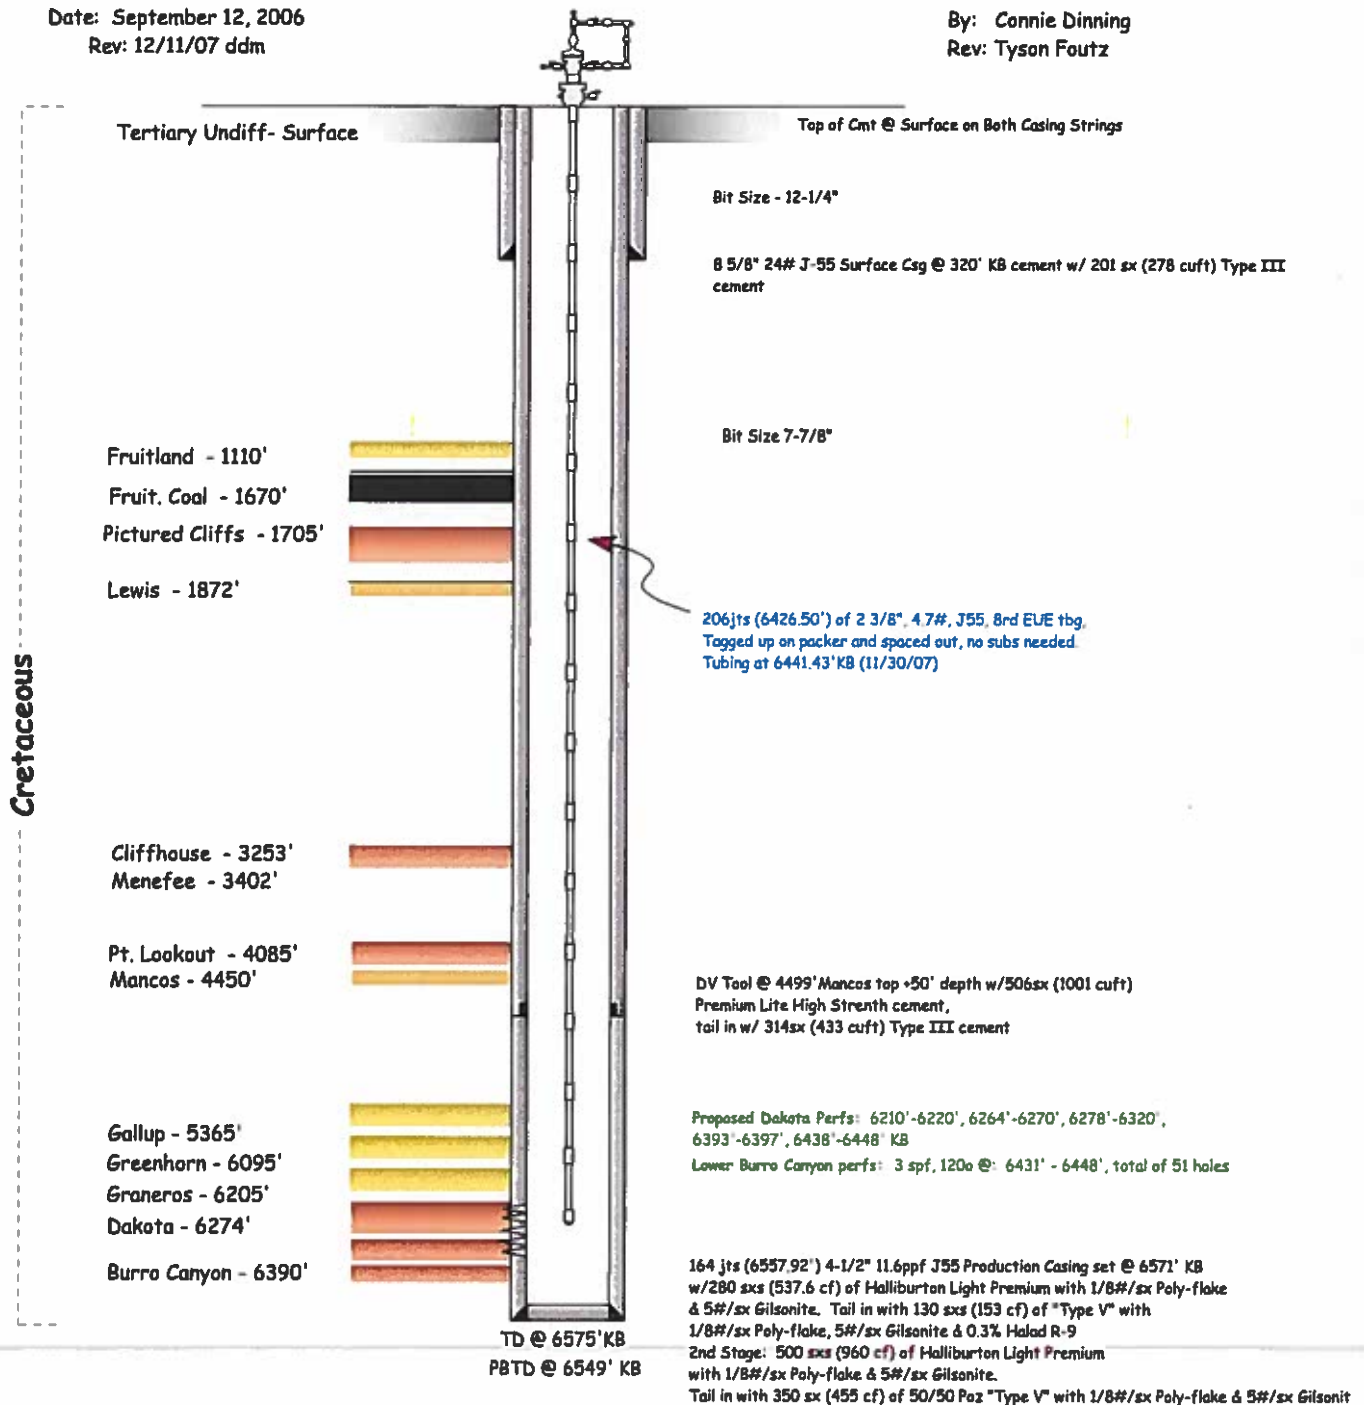 Date: September 12, 2006
Rev: 12/11/07 ddm
By: Connie Dinning
Rev: Tyson Foutz
Tertiary Undiff- Surface
Top of Cmt @ Surface on Both Casing Strings
Bit Size - 12-1/4"
8 5/8" 24# J-55 Surface Csg @ 320' KB cement w/ 201 sx (278 cuft) Type III
cement
Bit Size 7-7/8"
Fruitland - 1110'
Fruit. Coal - 1670'
Pictured Cliffs - 1705'
Lewis - 1872'
206jts (6426.50') of 2 3/8", 4.7#, J55, 8rd EUE tbg.
Tagged up on packer and spaced out, no subs needed
Tubing at 6441.43'KB (11/30/07)
Cretaceous
Cliffhouse - 3253'
Menefee - 3402'
Pt. Lookout - 4085'
Mancos - 4450'
DV Tool @ 4499'Mancos top +50' depth w/506sx (1001 cuft)
Premium Lite High Strenth cement,
tail in w/ 314sx (433 cuft) Type III cement
Proposed Dakota Perfs: 6210'-6220', 6264'-6270', 6278'-6320',
6393'-6397', 6438'-6448' KB
Lower Burro Canyon perfs: 3 spf, 120o @: 6431' - 6448', total of 51 holes
Gallup - 5365'
Greenhorn - 6095'
Graneros - 6205'
Dakota - 6274'
Burro Canyon - 6390'
164 jts (6557.92') 4-1/2" 11.6ppf J55 Production Casing set @ 6571' KB
w/280 sxs (537.6 cf) of Halliburton Light Premium with 1/8#/sx Poly-flake
& 5#/sx Gilsonite. Tail in with 130 sxs (153 cf) of "Type V" with
1/8#/sx Poly-flake, 5#/sx Gilsonite & 0.3% Halad R-9
2nd Stage: 500 sxs (960 cf) of Halliburton Light Premium
with 1/8#/sx Poly-flake & 5#/sx Gilsonite.
Tail in with 350 sx (455 cf) of 50/50 Poz "Type V" with 1/8#/sx Poly-flake & 5#/sx Gilsonit
TD @ 6575'KB
PBTD @ 6549' KB